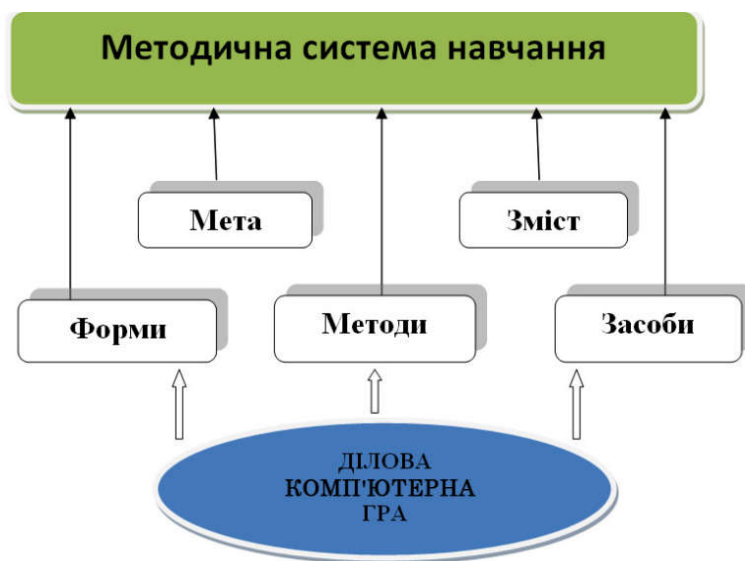 Методична система навчання
Мета
Зміст
Форми
Методи
Засоби
ДІЛОВА
КОМП'ЮТЕРНА
ГРА